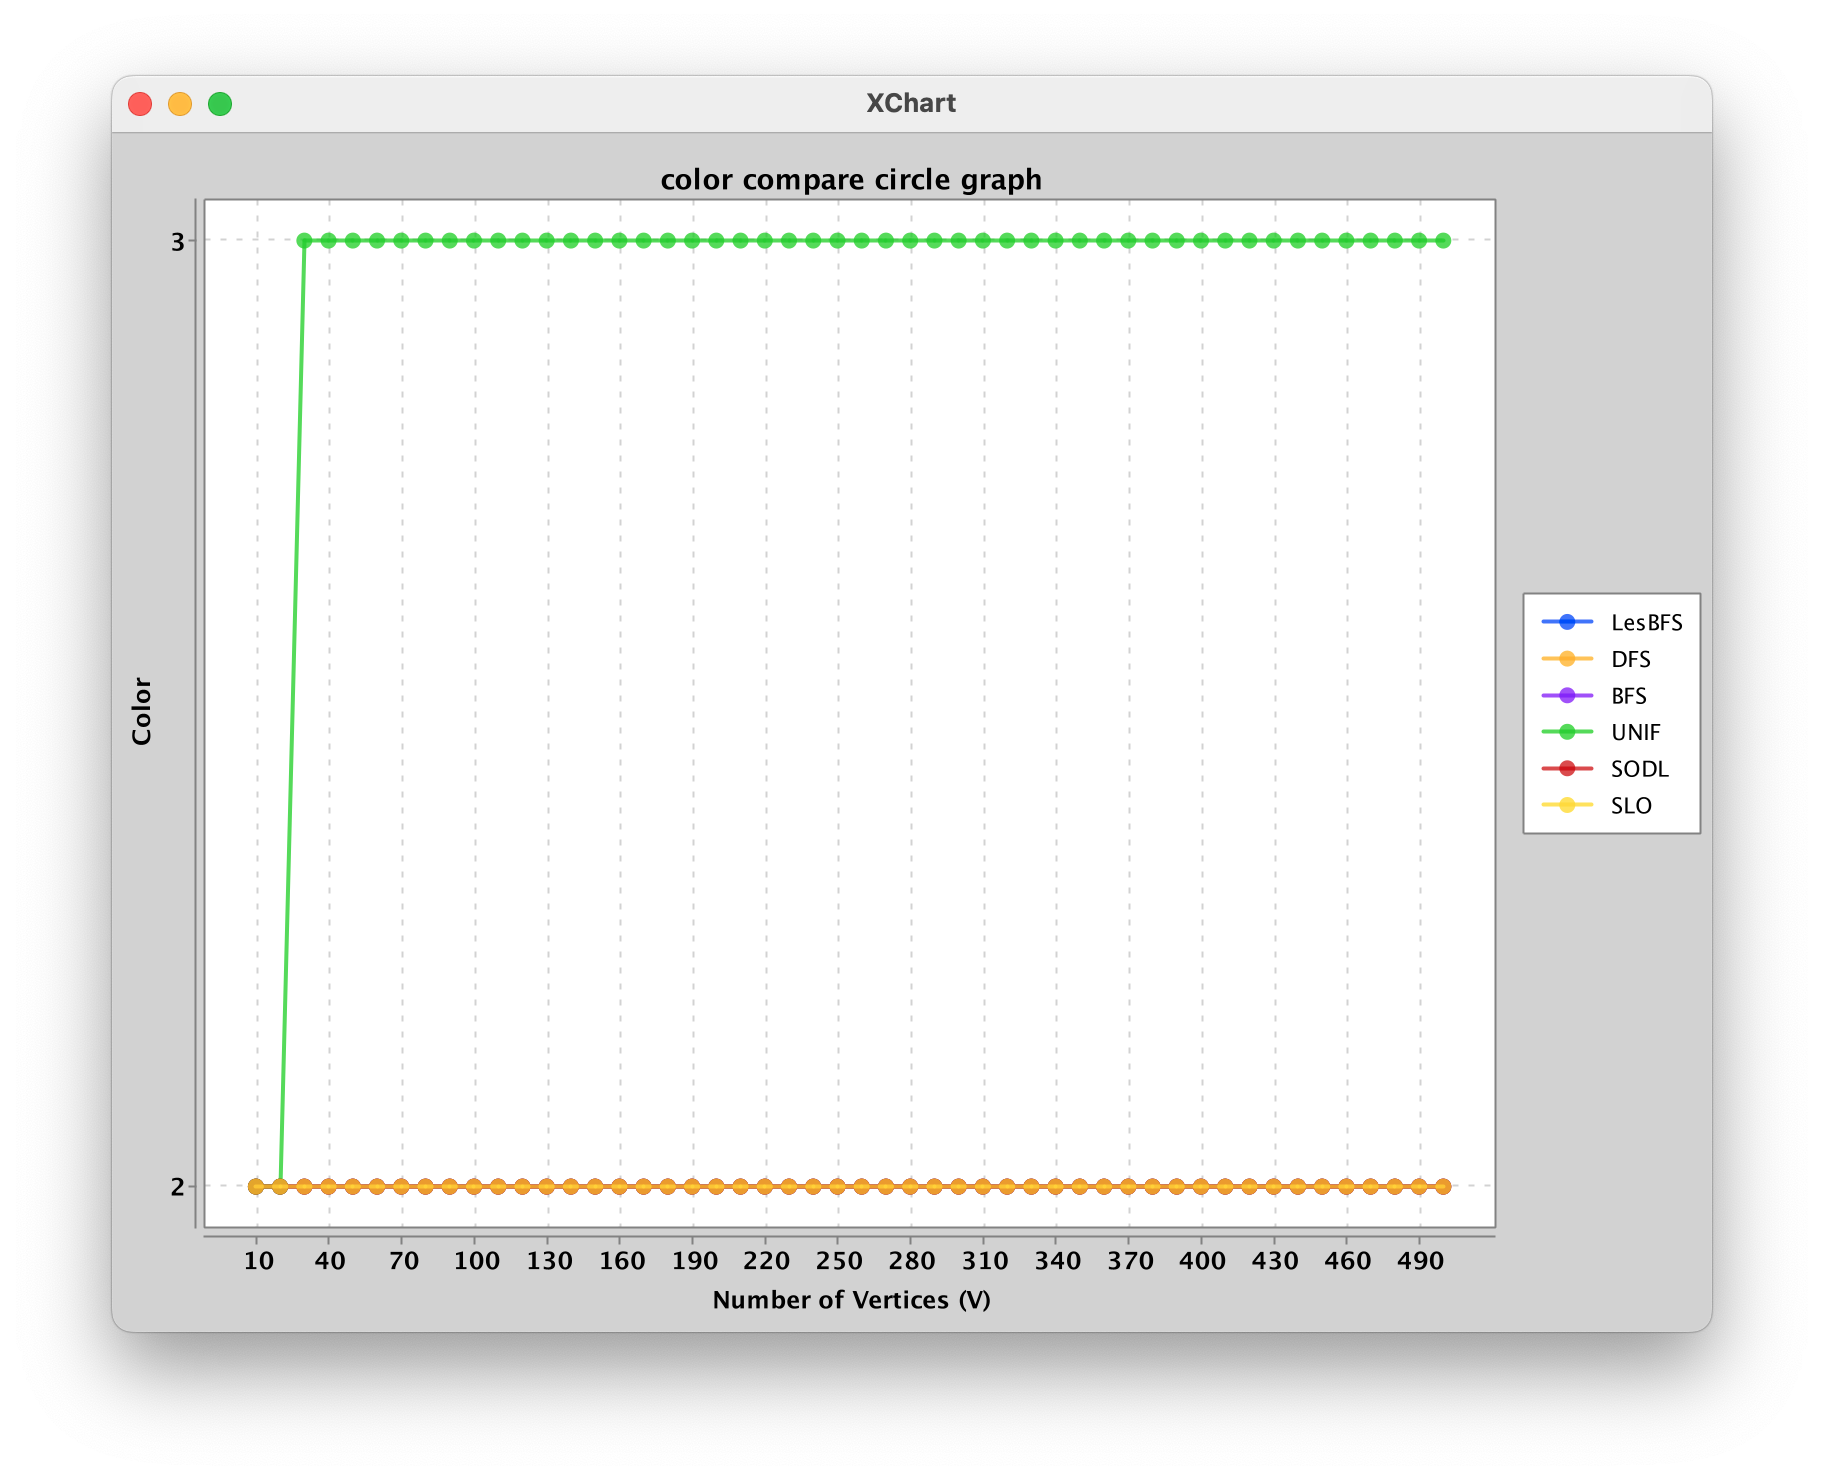 XChart
color compare circle graph
3
2
Color
10 40 70 100 130 160 190 220 250 280 310 340 370 400 430 460 490
Number of Vertices (V)
LesBFS
DFS
BFS
UNIF
SODL
SLO